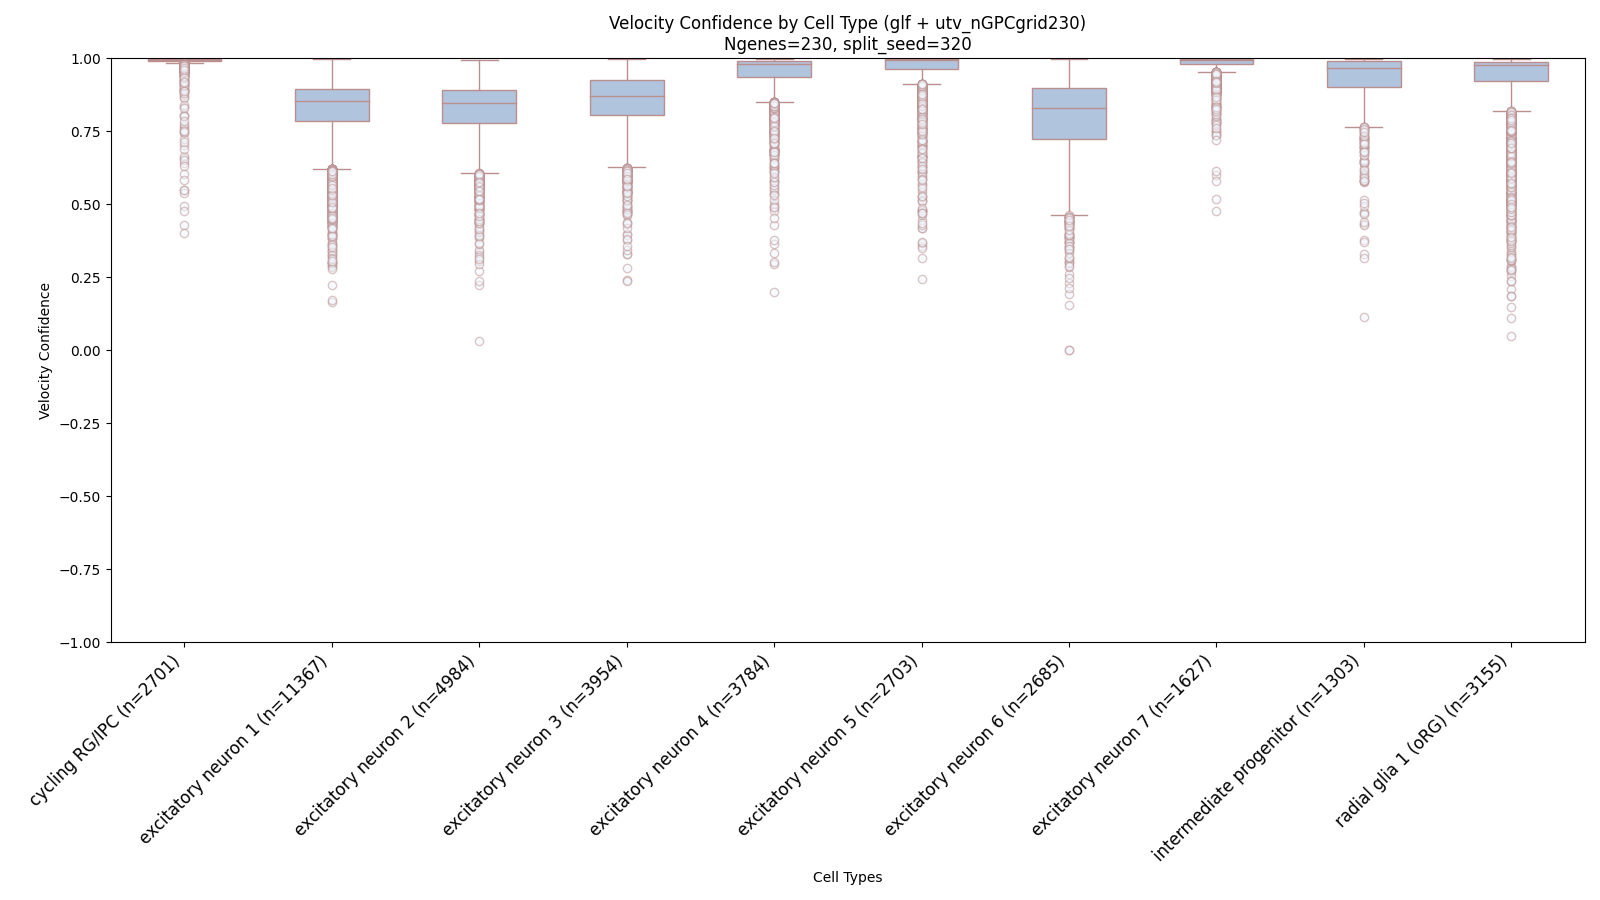 Velocity Confidence by Cell Type (glf + utv_nGPCgrid230)
Ngenes=230, split_seed=320
Velocity Confidence
1.00
0.75
0.50
0.25
0.00
−0.25
−0.50
−0.75
−1.00
cycling RG/IPC (n=2701)
excitatory neuron 1 (n=11367)
excitatory neuron 2 (n=4984)
excitatory neuron 3 (n=3954)
excitatory neuron 4 (n=3784)
excitatory neuron 5 (n=2703)
excitatory neuron 6 (n=2685)
excitatory neuron 7 (n=1627)
intermediate progenitor (n=1303)
radial glia 1 (oRG) (n=3155)
Cell Types